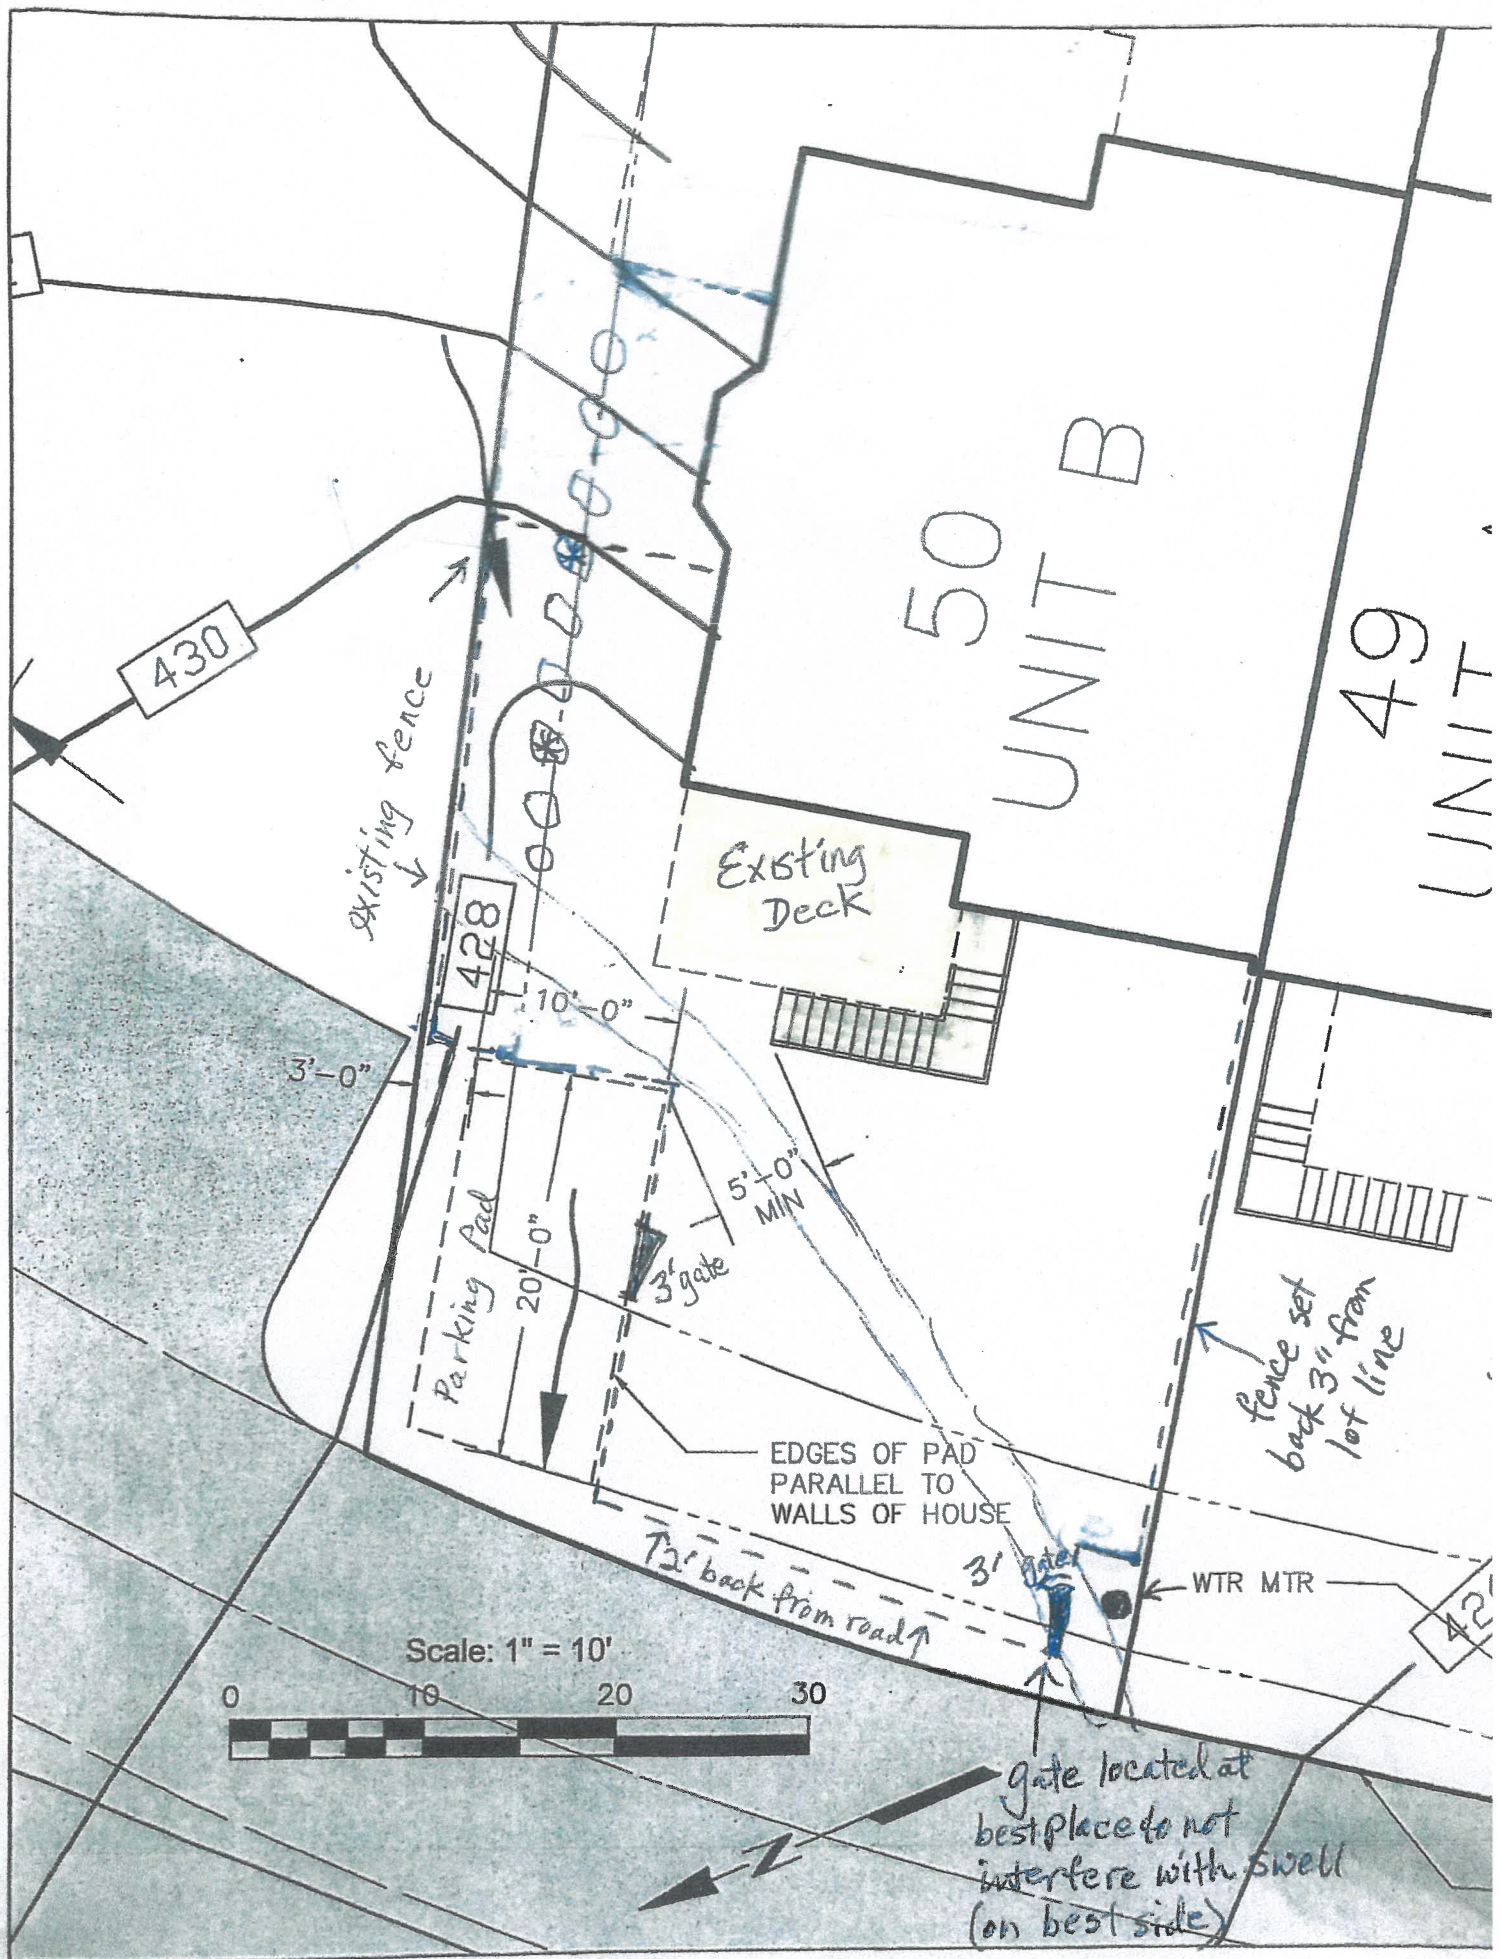 50
UNIT B
49
UNIT
430
existing fence
Existing
Deck
428
10'-0"
3'-0"
5'-0"
MIN
Parking Pad
20'-0"
3' gate
fence set
back 3" from
lot line
EDGES OF PAD
PARALLEL TO
WALLS OF HOUSE
3' gate
WTR MTR
2' back from road
Scale: 1" = 10'
0 10 20 30
N
gate located at
best place to not
interfere with swell
(on best side)